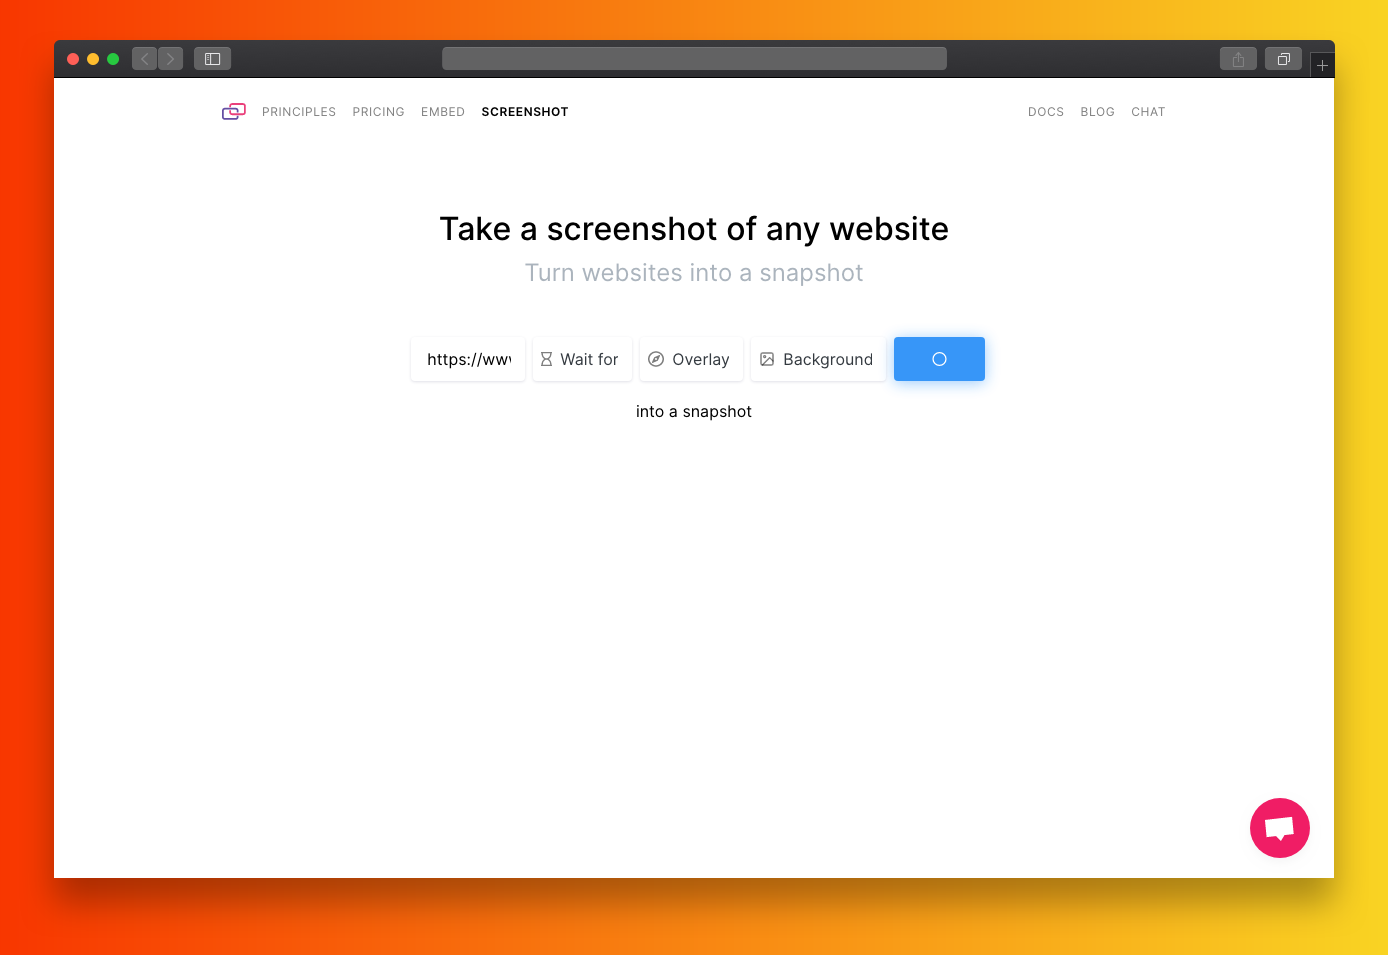 PRINCIPLES PRICING EMBED SCREENSHOT DOCS BLOG CHAT
Take a screenshot of any website
Turn websites into a snapshot
https://www Wait for Overlay Background
into a snapshot